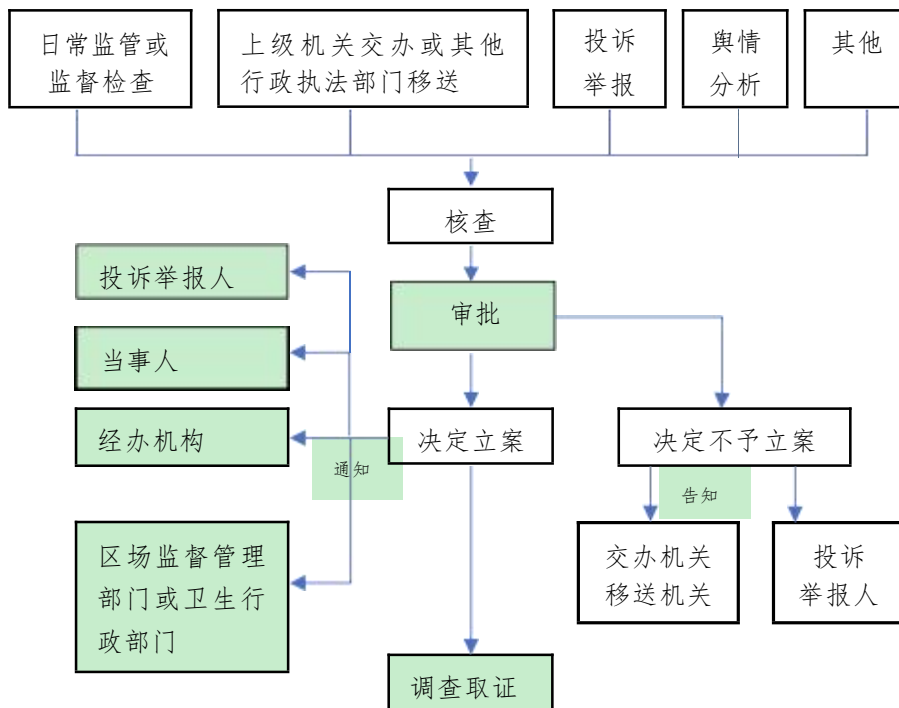 日常监管或
监督检查
上级机关交办或其他
行政执法部门移送
投诉
举报
舆情
分析
其他
核查
投诉举报人
审批
当事人
经办机构
通知
决定立案
决定不予立案
告知
区场监督管理
部门或卫生行
政部门
交办机关
移送机关
投诉
举报人
调查取证